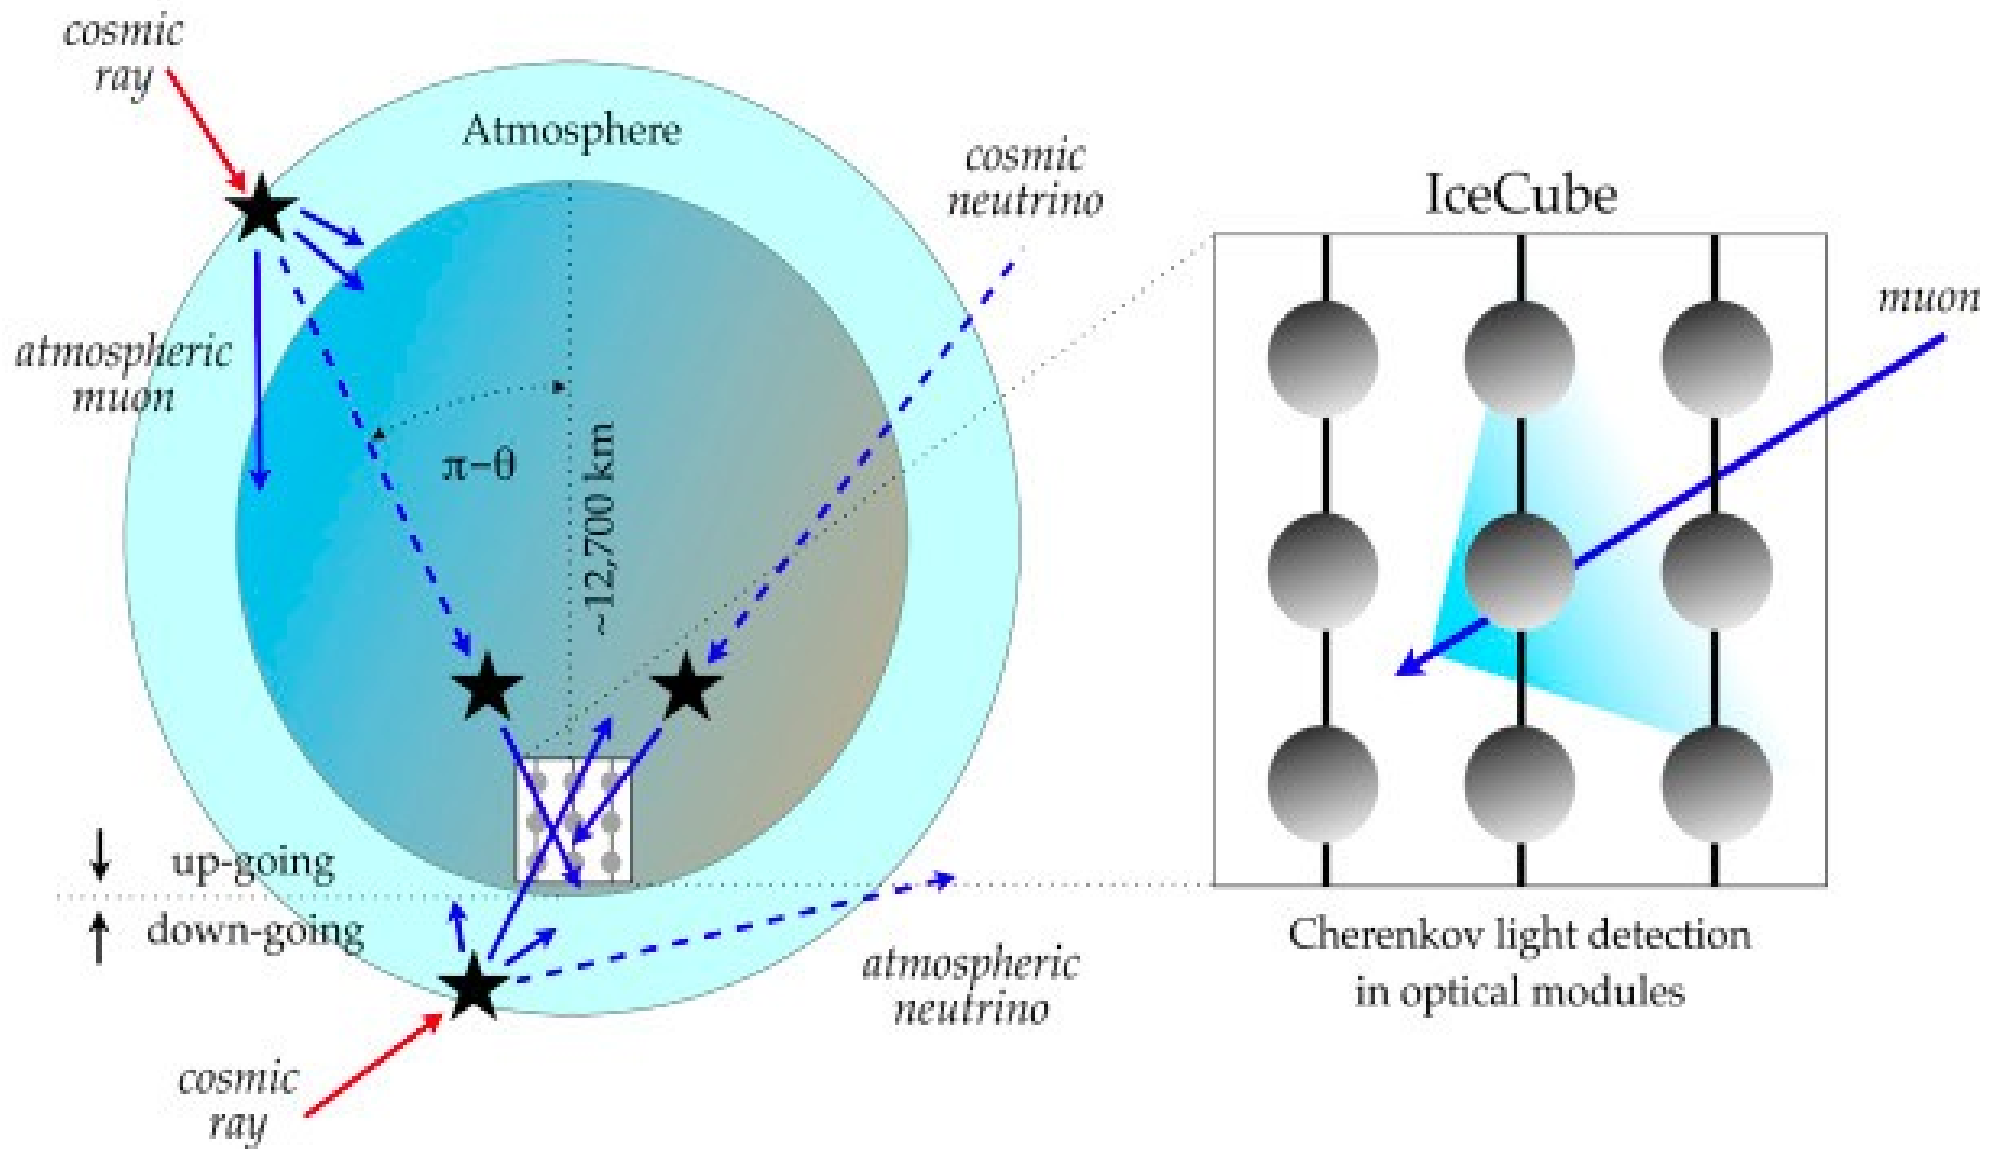 cosmic
ray
Atmosphere
cosmic
neutrino
IceCube
muon
atmospheric
muon
π−θ
~12,700 km
up-going
down-going
atmospheric
neutrino
Cherenkov light detection
in optical modules
cosmic
ray